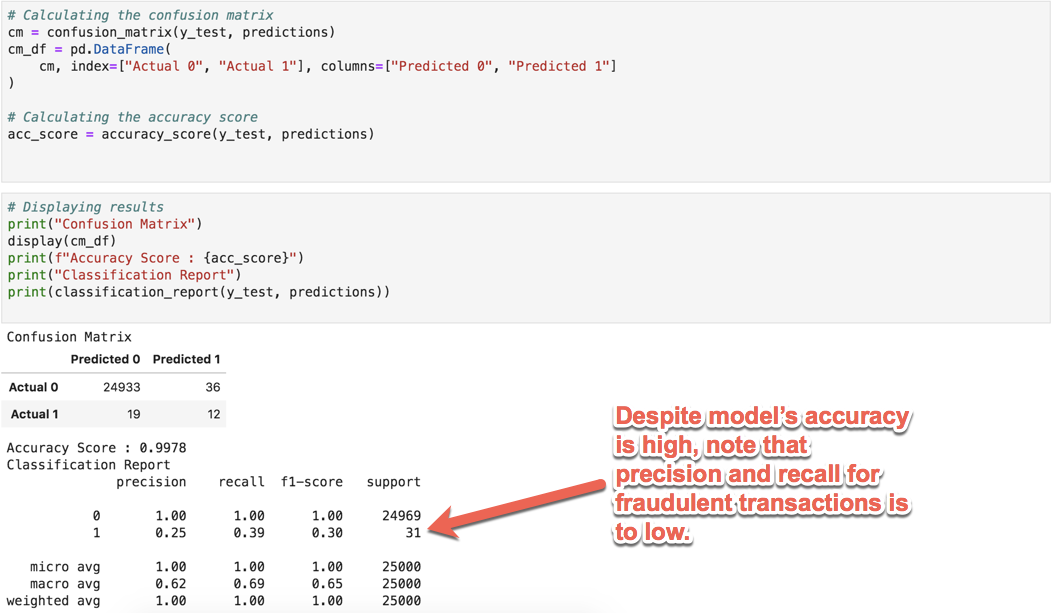 # Calculating the confusion matrix
cm = confusion_matrix(y_test, predictions)
cm_df = pd.DataFrame(
    cm, index=["Actual 0", "Actual 1"], columns=["Predicted 0", "Predicted 1"]
)
# Calculating the accuracy score
acc_score = accuracy_score(y_test, predictions)
# Displaying results
print("Confusion Matrix")
display(cm_df)
print(f"Accuracy Score : {acc_score}")
print("Classification Report")
print(classification_report(y_test, predictions))
Confusion Matrix
Predicted 0 Predicted 1
Actual 0 24933 36
Actual 1 19 12
Accuracy Score : 0.9978
Classification Report
precision recall f1-score support
0 1.00 1.00 1.00 24969
1 0.25 0.39 0.30 31
micro avg 1.00 1.00 1.00 25000
macro avg 0.62 0.69 0.65 25000
weighted avg 1.00 1.00 1.00 25000
Despite model's accuracy
is high, note that
precision and recall for
fraudulent transactions is
to low.